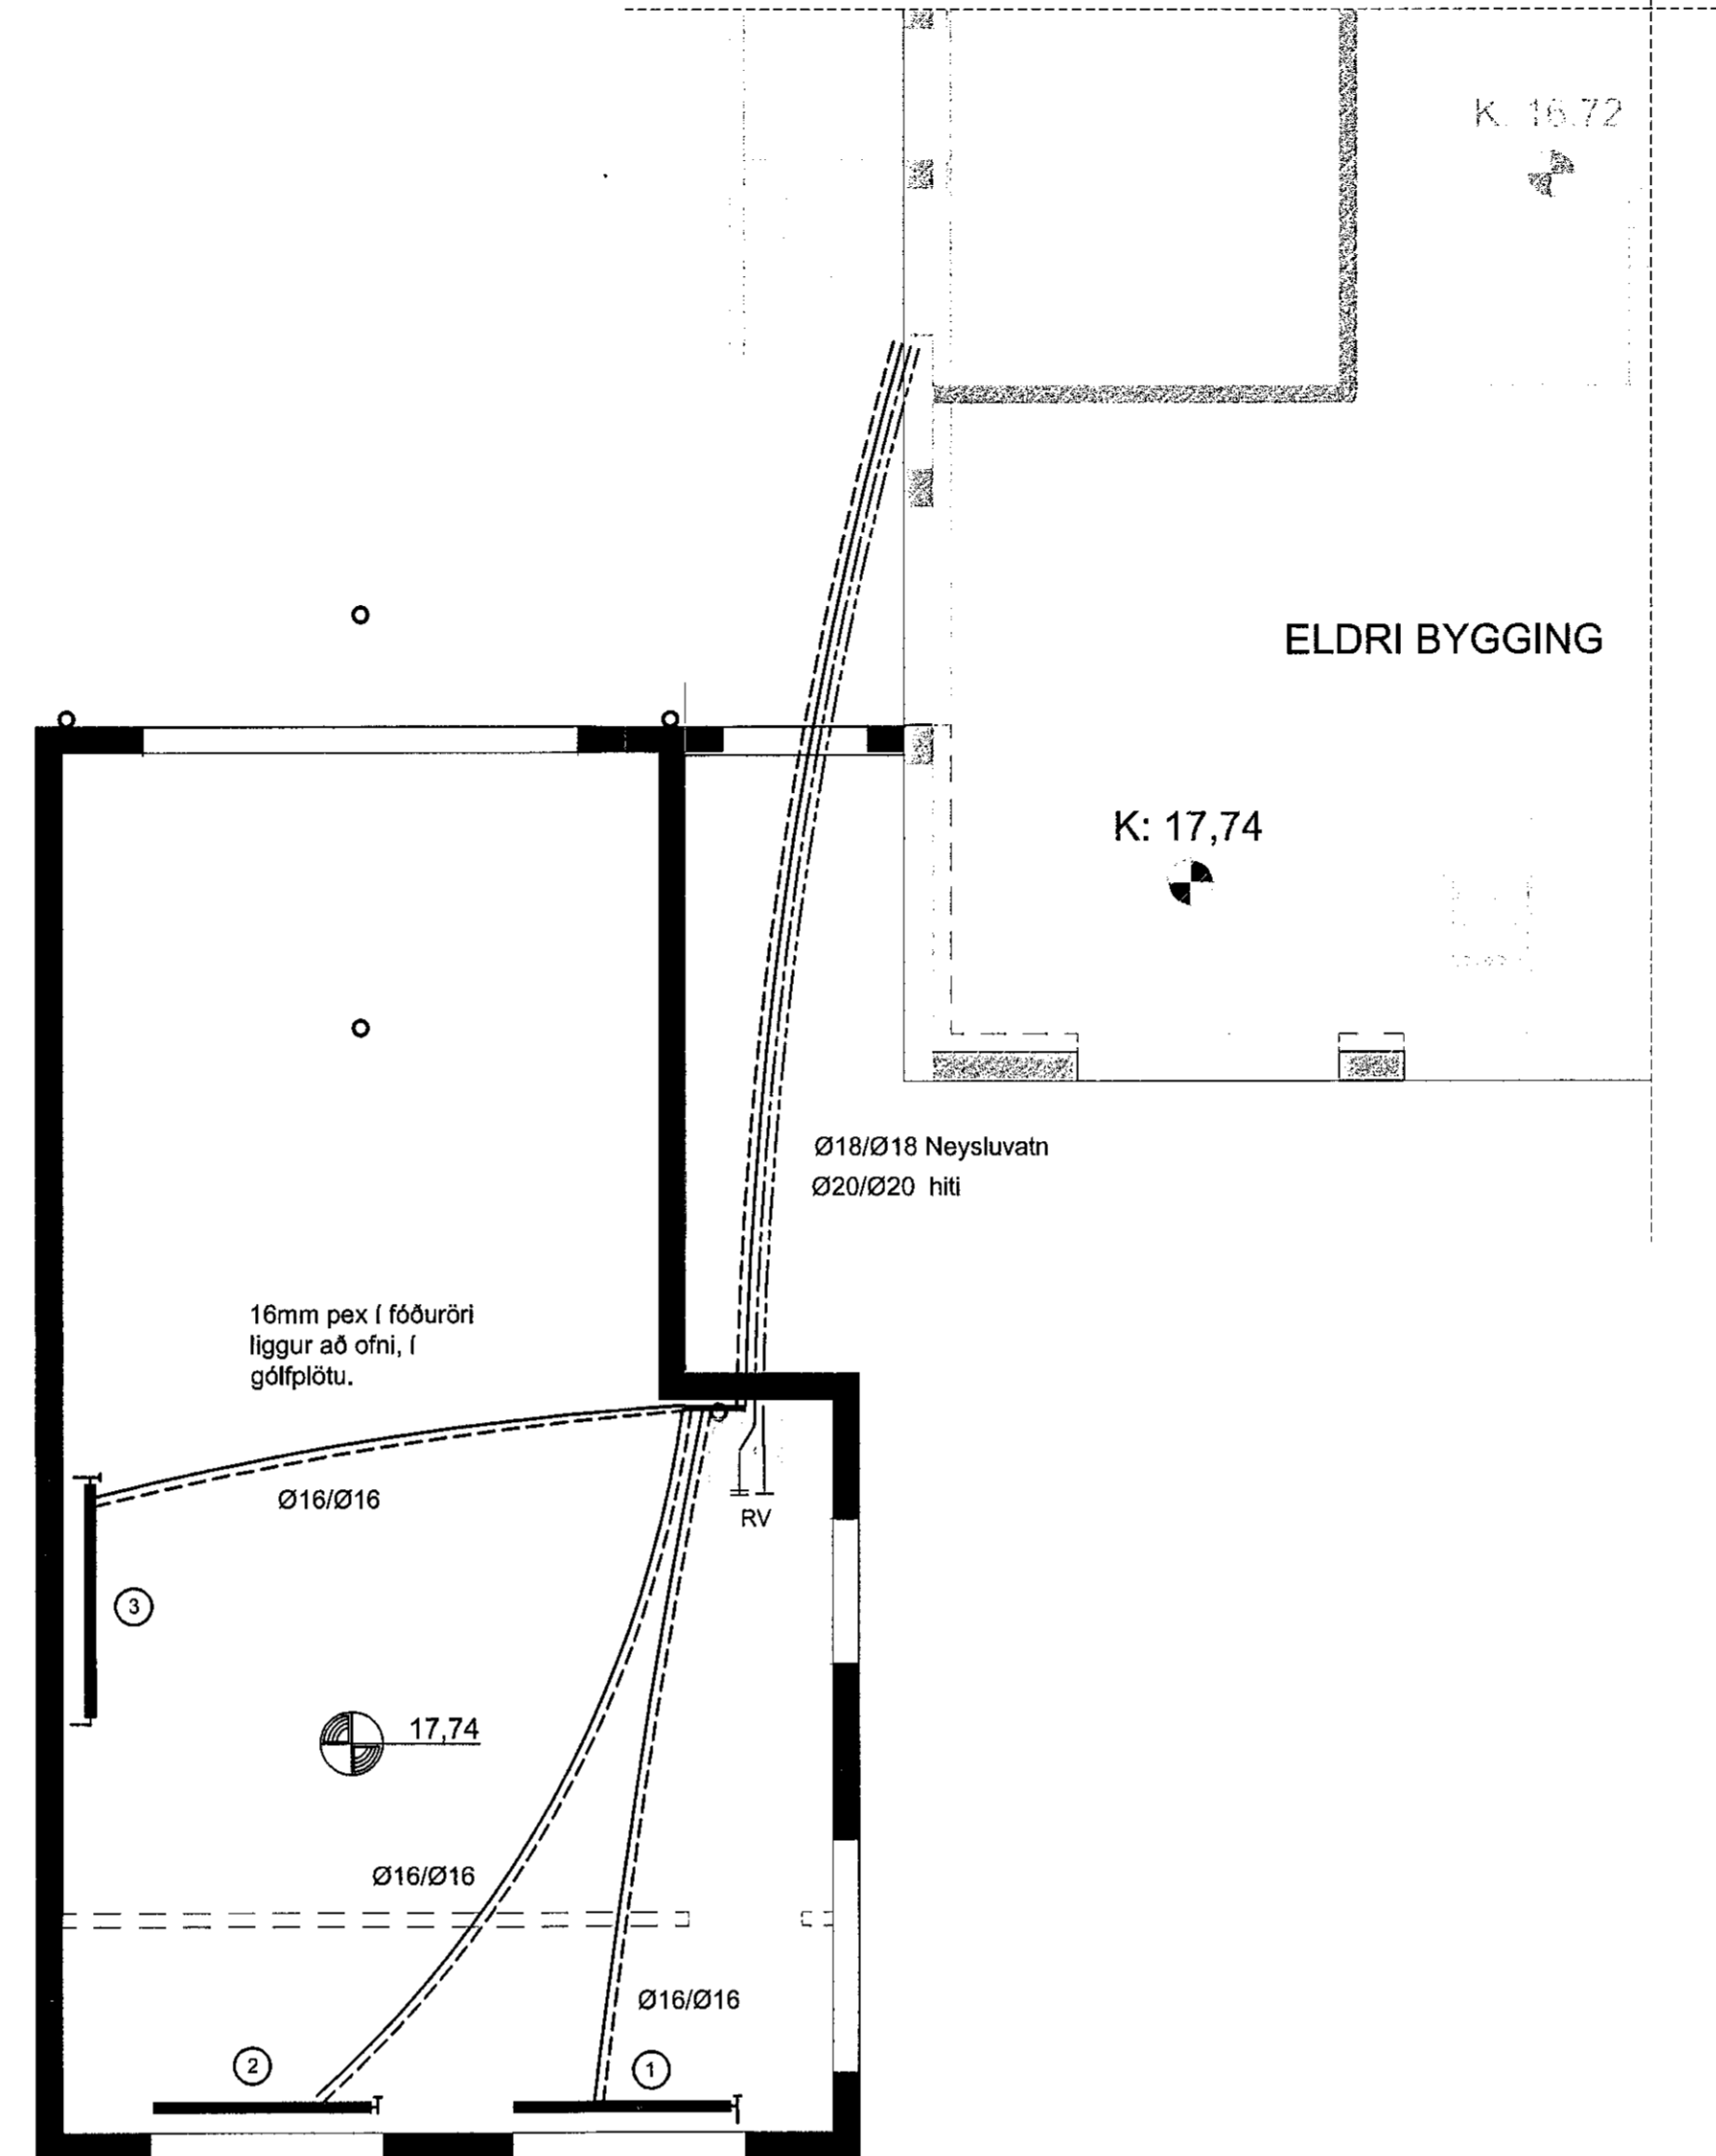 K. 16.72
ELDRI BYGGING
K: 17,74
Ø18/Ø18 Neysluvatn
Ø20/Ø20 hiti
16mm pex í fóðuröri
liggur að ofni, í
gólfplötu.
Ø16/Ø16
RV
3
17,74
Ø16/Ø16
Ø16/Ø16
2
1